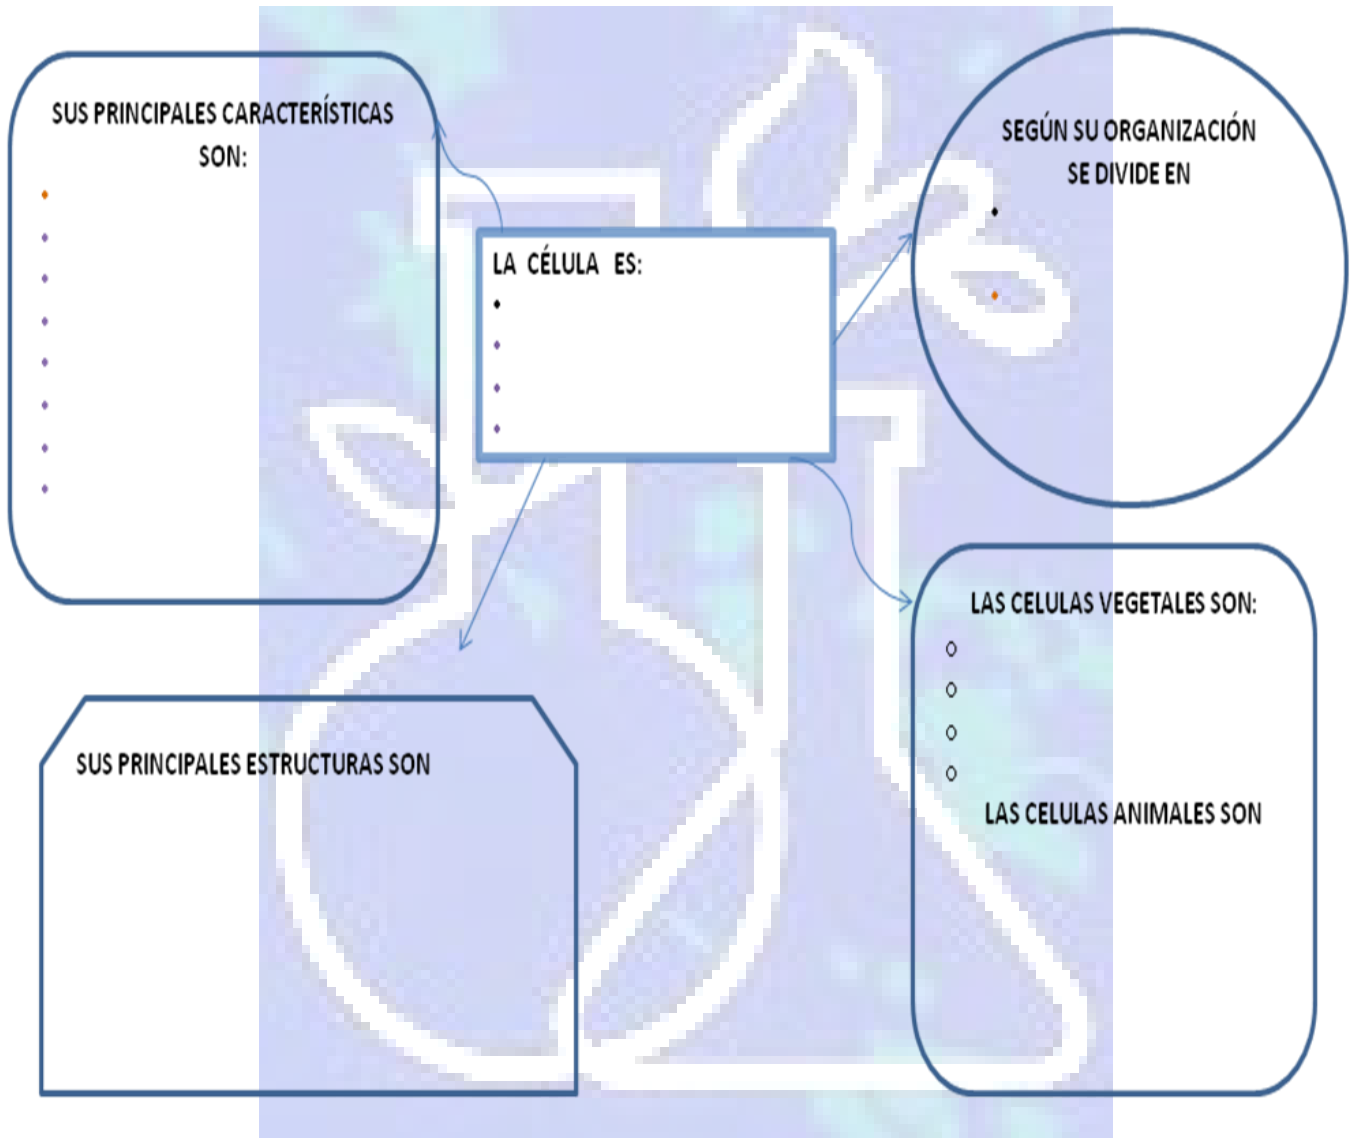 SUS PRINCIPALES CARACTERÍSTICAS
SON:
LA CÉLULA ES:
SEGÚN SU ORGANIZACIÓN
SE DIVIDE EN
SUS PRINCIPALES ESTRUCTURAS SON
LAS CELULAS VEGETALES SON:
LAS CELULAS ANIMALES SON